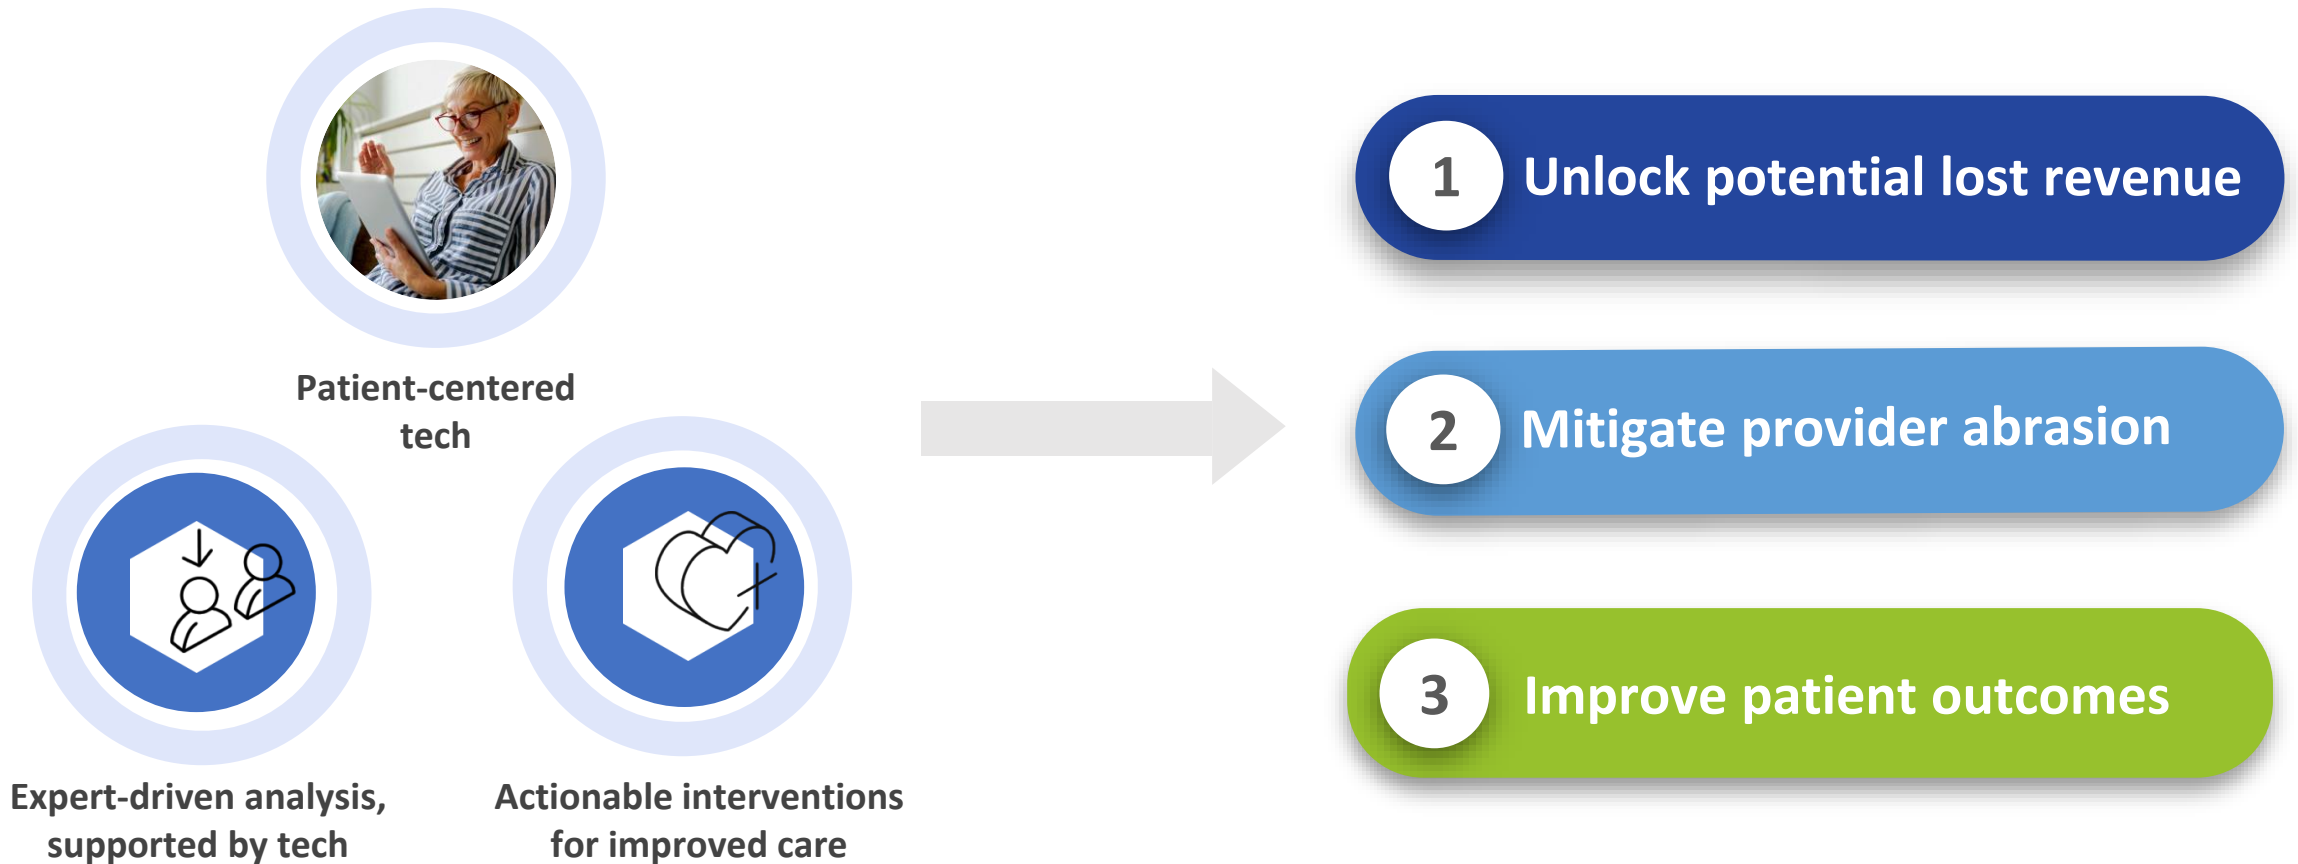 Patient-centered
tech
Expert-driven analysis,
supported by tech
Actionable interventions
for improved care
1 Unlock potential lost revenue
2 Mitigate provider abrasion
3 Improve patient outcomes